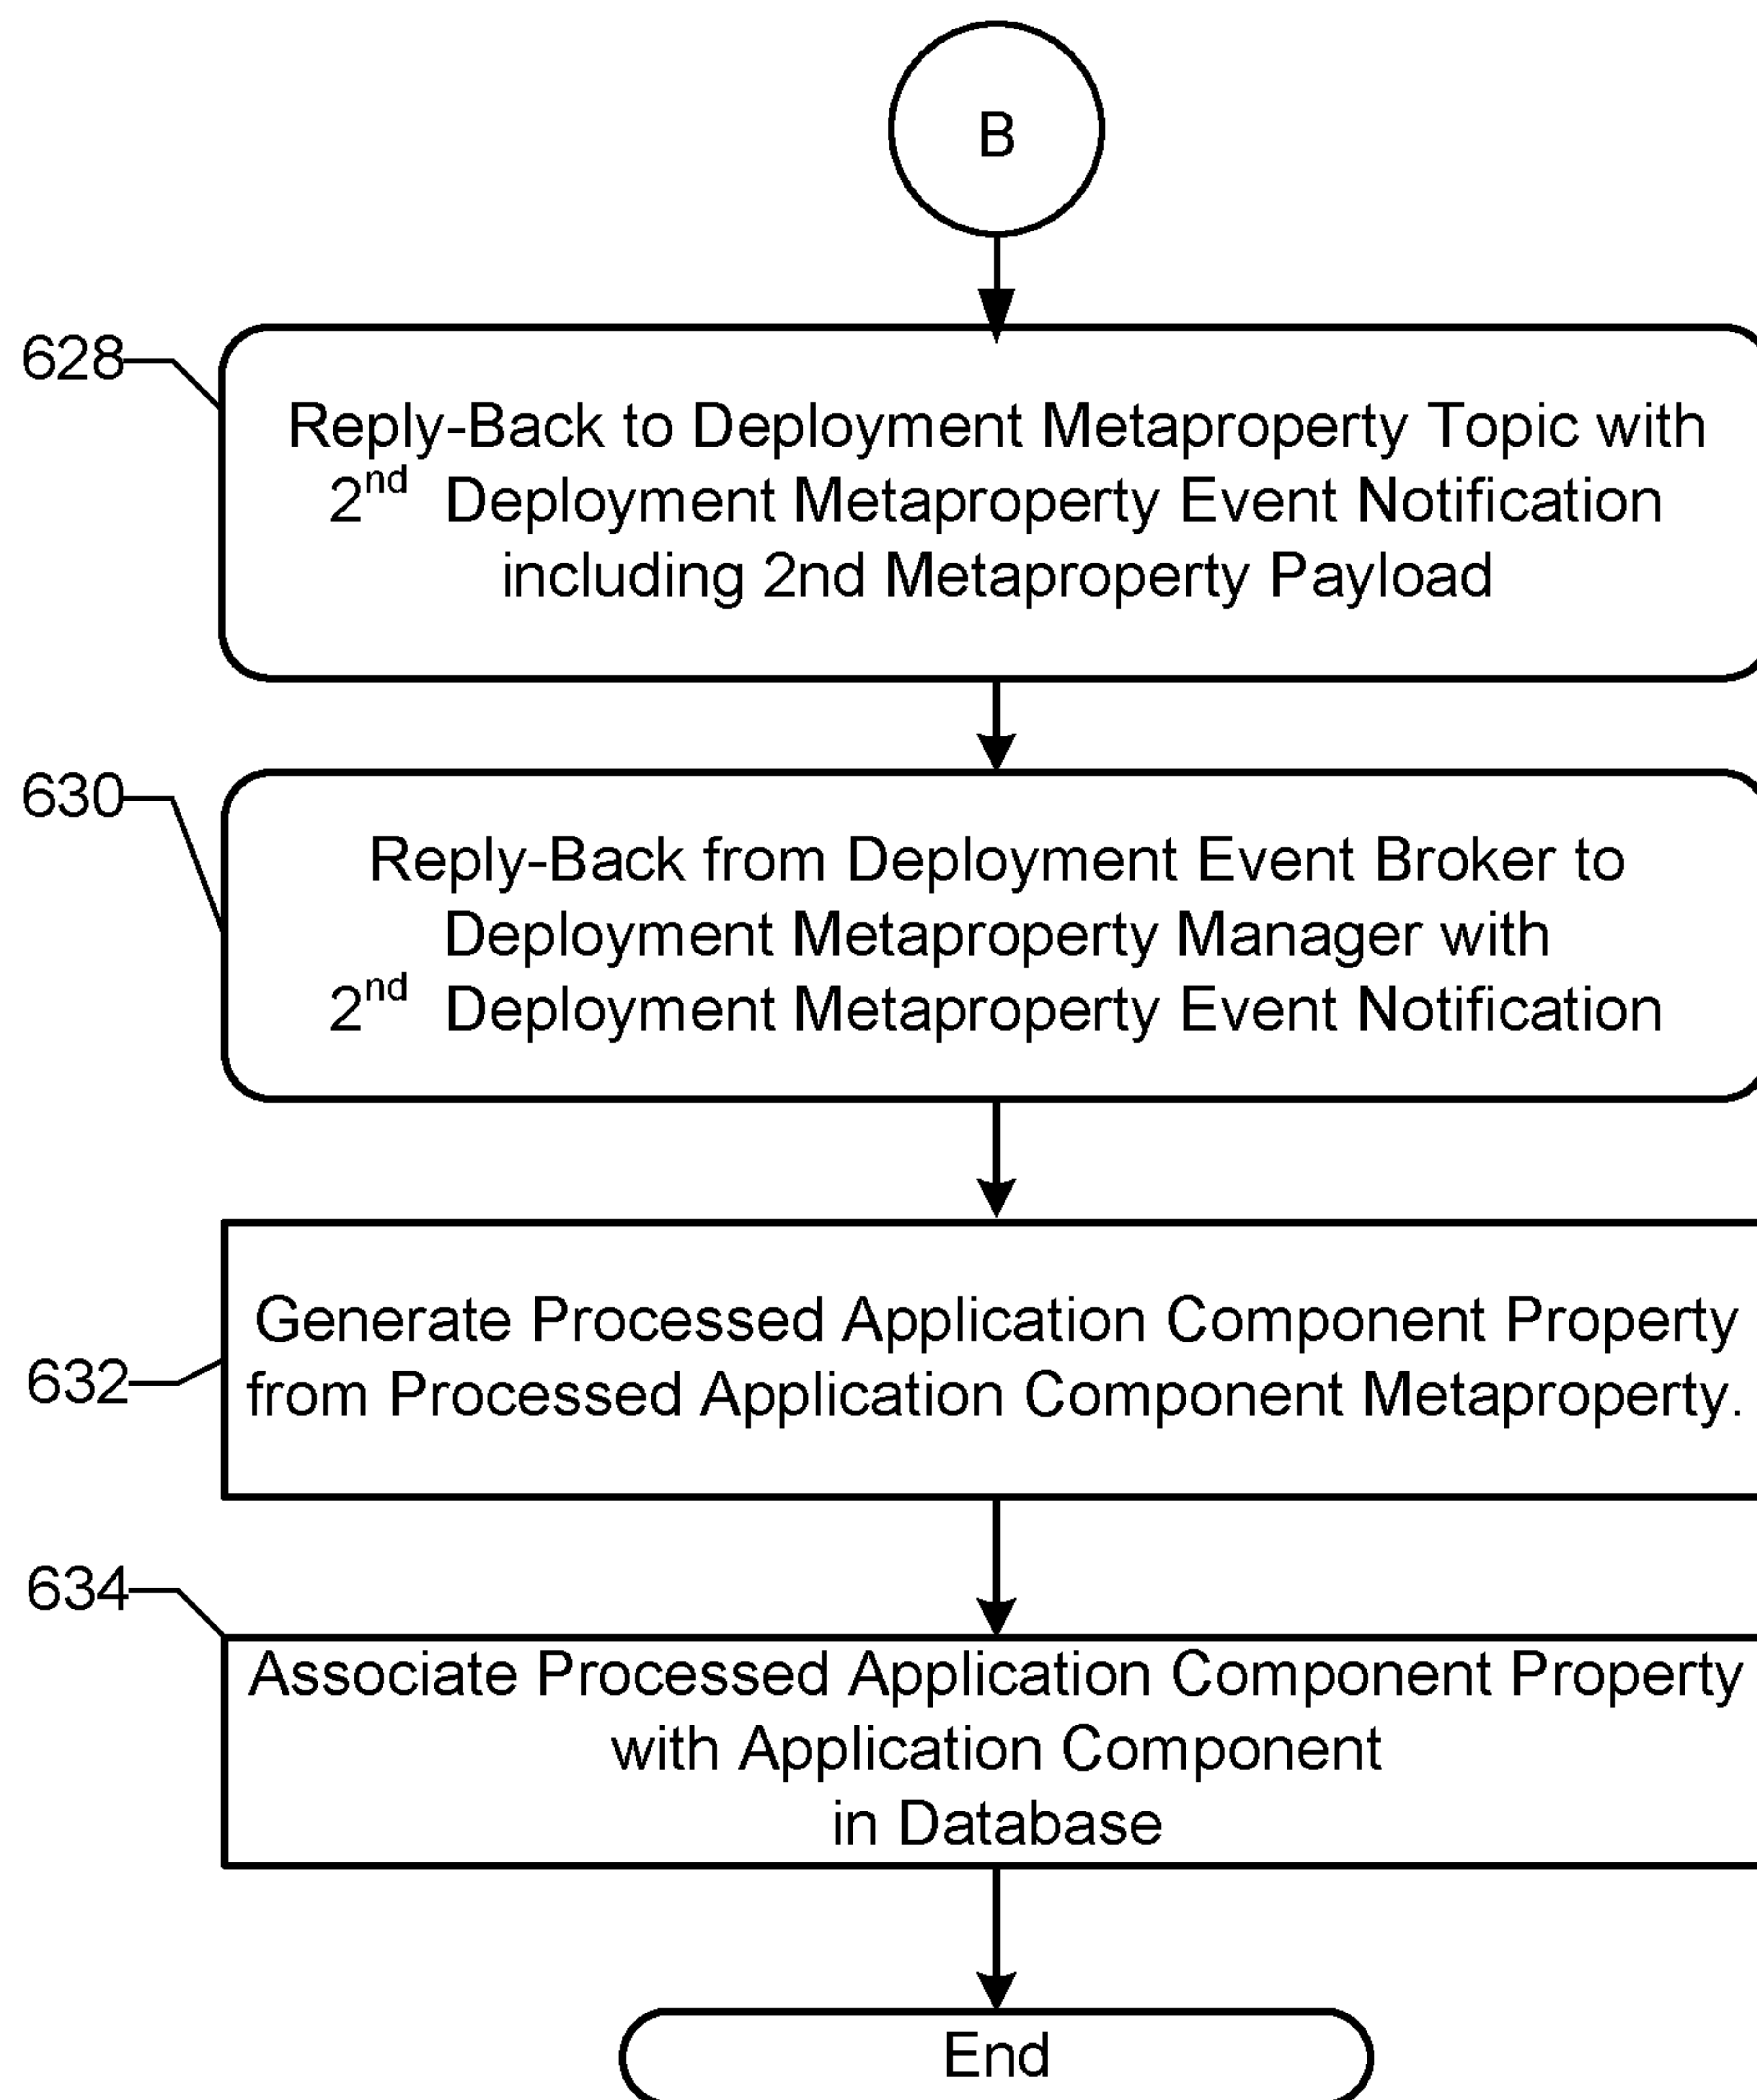 B
628
Reply-Back to Deployment Metaproperty Topic with
2nd Deployment Metaproperty Event Notification
including 2nd Metaproperty Payload
630
Reply-Back from Deployment Event Broker to
Deployment Metaproperty Manager with
2nd Deployment Metaproperty Event Notification
632
Generate Processed Application Component Property
from Processed Application Component Metaproperty.
634
Associate Processed Application Component Property
with Application Component
in Database
End